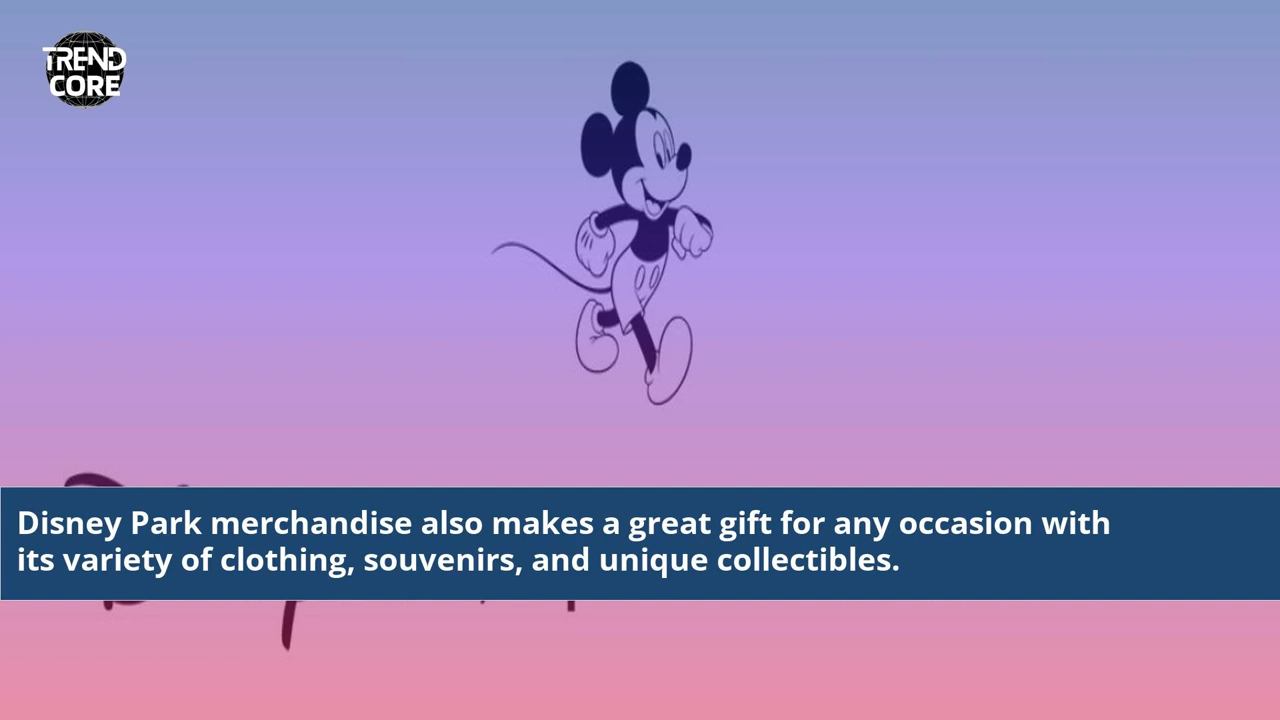 TREND
CORE
Disney Park merchandise also makes a great gift for any occasion with
its variety of clothing, souvenirs, and unique collectibles.